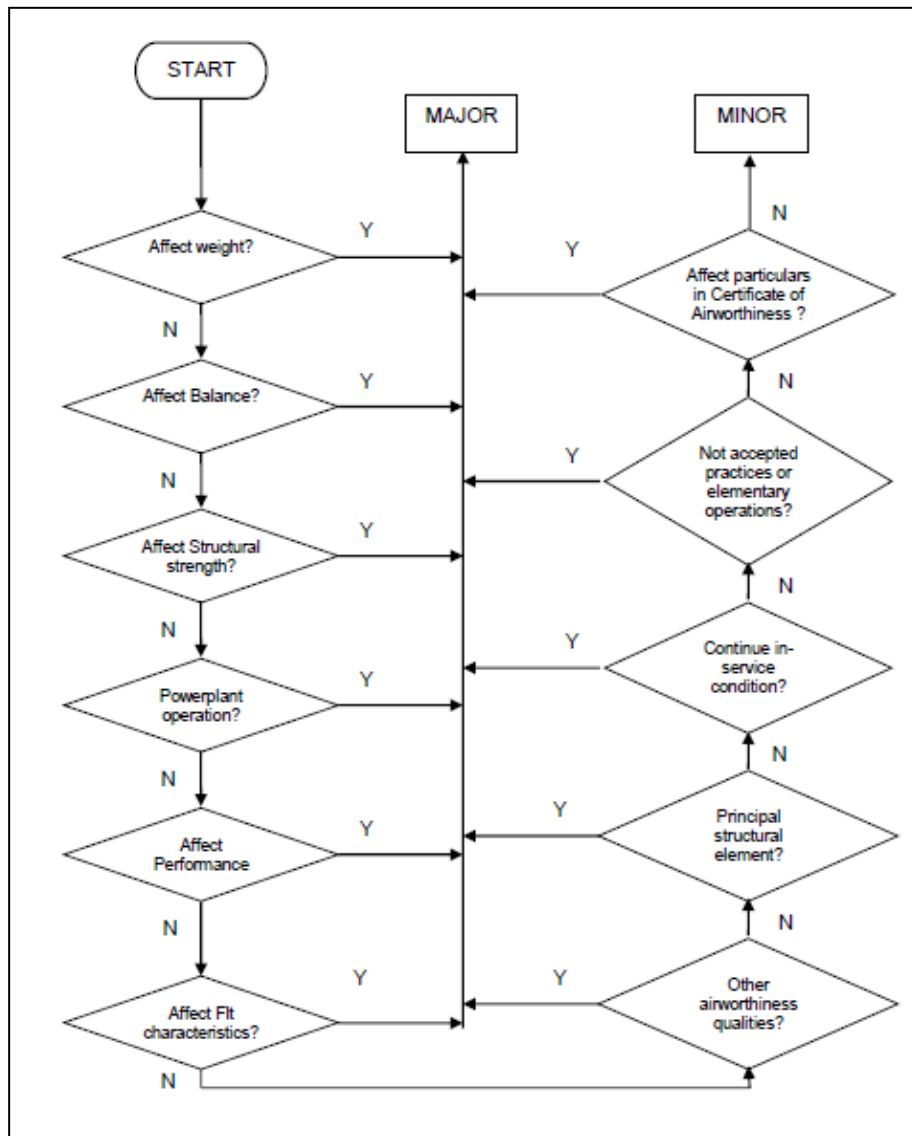 START
MAJOR
MINOR
Affect weight?
Y
N
Affect Balance?
Y
N
Affect Structural
strength?
Y
N
Powerplant
operation?
Y
N
Affect
Performance
Y
N
Affect Flt
characteristics?
Y
N
Other
airworthiness
qualities?
Y
N
Principal
structural
element?
Y
N
Continue in-
service
condition?
Y
N
Not accepted
practices or
elementary
operations?
Y
N
Affect particulars
in Certificate of
Airworthiness ?
Y
N